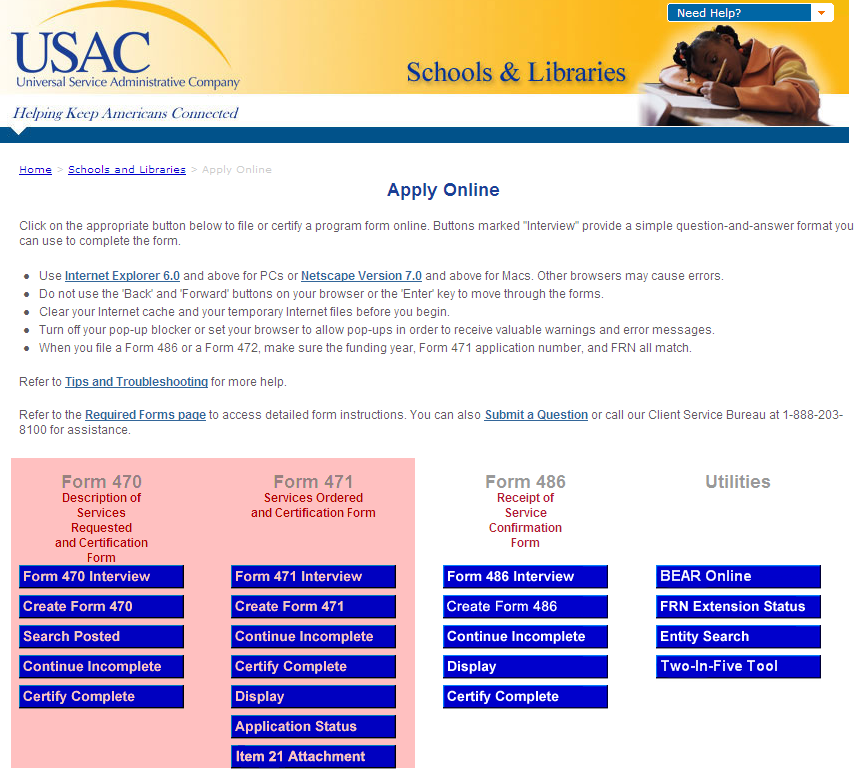 Need Help?
USAC
Universal Service Administrative Company
Schools & Libraries
Helping Keep Americans Connected
Home > Schools and Libraries > Apply Online
Apply Online
Click on the appropriate button below to file or certify a program form online. Buttons marked "Interview" provide a simple question-and-answer format you
can use to complete the form.
• Use Internet Explorer 6.0 and above for PCs or Netscape Version 7.0 and above for Macs. Other browsers may cause errors.
• Do not use the 'Back' and 'Forward' buttons on your browser or the 'Enter' key to move through the forms.
• Clear your Internet cache and your temporary Internet files before you begin.
• Turn off your pop-up blocker or set your browser to allow pop-ups in order to receive valuable warnings and error messages.
• When you file a Form 486 or a Form 472, make sure the funding year, Form 471 application number, and FRN all match.
Refer to Tips and Troubleshooting for more help.
Refer to the Required Forms page to access detailed form instructions. You can also Submit a Question or call our Client Service Bureau at 1-888-203-
8100 for assistance.
Form 470
Description of
Services
Requested
and Certification
Form
Form 470 Interview
Create Form 470
Search Posted
Continue Incomplete
Certify Complete
Form 471
Services Ordered
and Certification Form
Form 471 Interview
Create Form 471
Continue Incomplete
Certify Complete
Display
Application Status
Item 21 Attachment
Form 486
Receipt of
Service
Confirmation
Form
Form 486 Interview
Create Form 486
Continue Incomplete
Display
Certify Complete
Utilities
BEAR Online
FRN Extension Status
Entity Search
Two-In-Five Tool